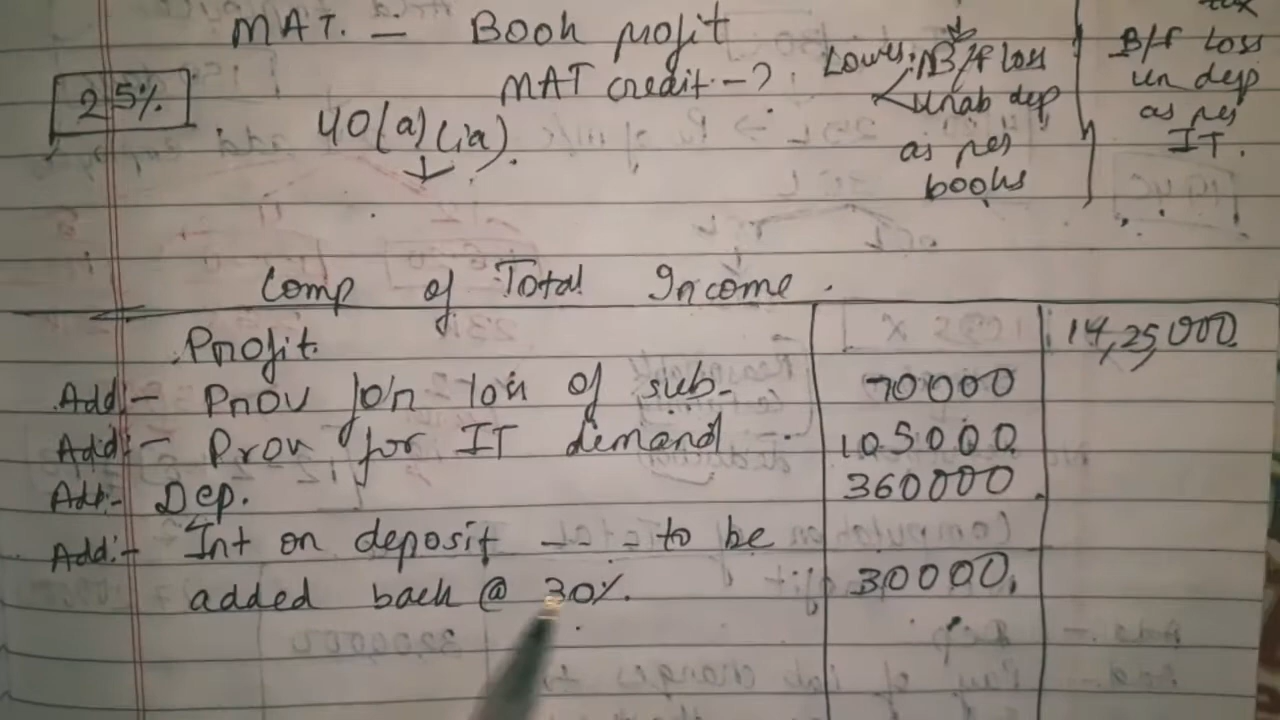 MAT. - Book profit
tax
25%
MAT credit - ?
40(a)(ia).
Lower: B/f loss
unab dep
as per
books
B/f Loss
un dep
as per
IT.
Comp of Total Income.
Profit. 14,25,000
Add:- Prov for loss of sub- 70000
Add:- Prov for IT demand 105000
Add:- Dep. 360000
Add:- Int on deposit - - - to be
added back @ 30%. 30000.